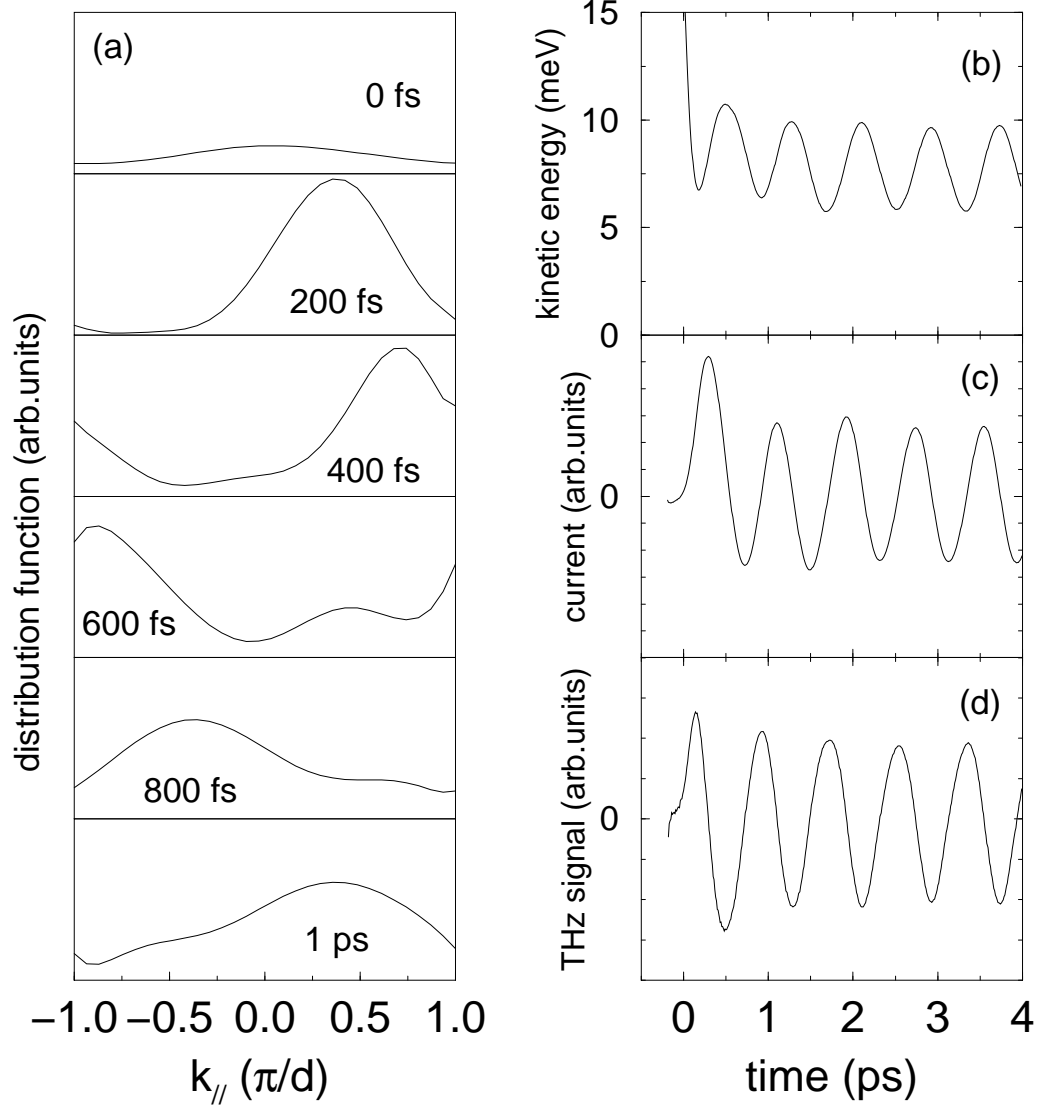 (a)
0 fs
200 fs
400 fs
600 fs
800 fs
1 ps
distribution function (arb.units)
−1.0 −0.5 0.0 0.5 1.0
k// (π/d)
(b)
kinetic energy (meV)
15
10
5
0
(c)
current (arb.units)
0
(d)
THz signal (arb.units)
0
0 1 2 3 4
time (ps)